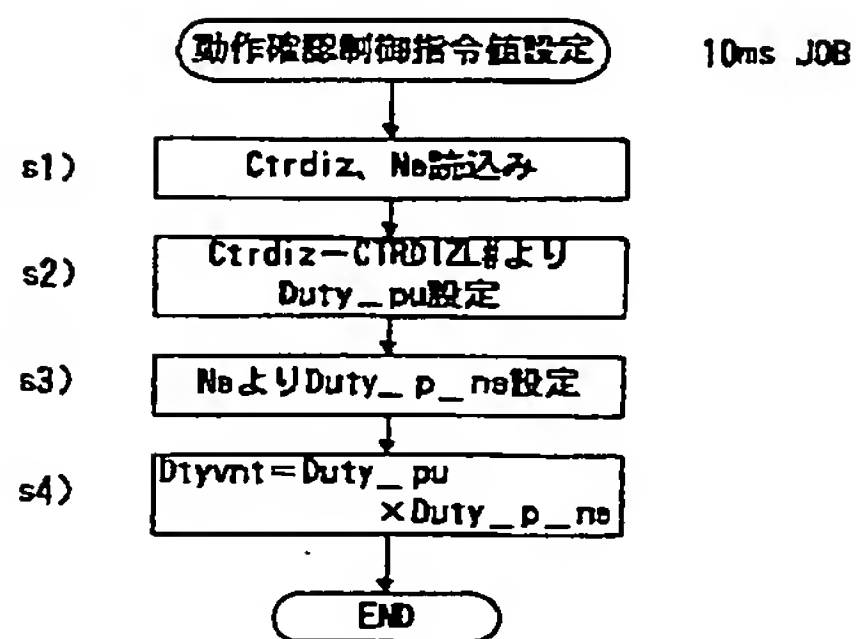 動作確認制御指令値設定
10ms JOB
s1)
Ctrdiz、Ne読込み
s2)
Ctrdiz－CTRDIZL#より
Duty_pu設定
s3)
NeよりDuty_p_ne設定
s4)
Dtyvnt＝Duty_pu
×Duty_p_ne
END